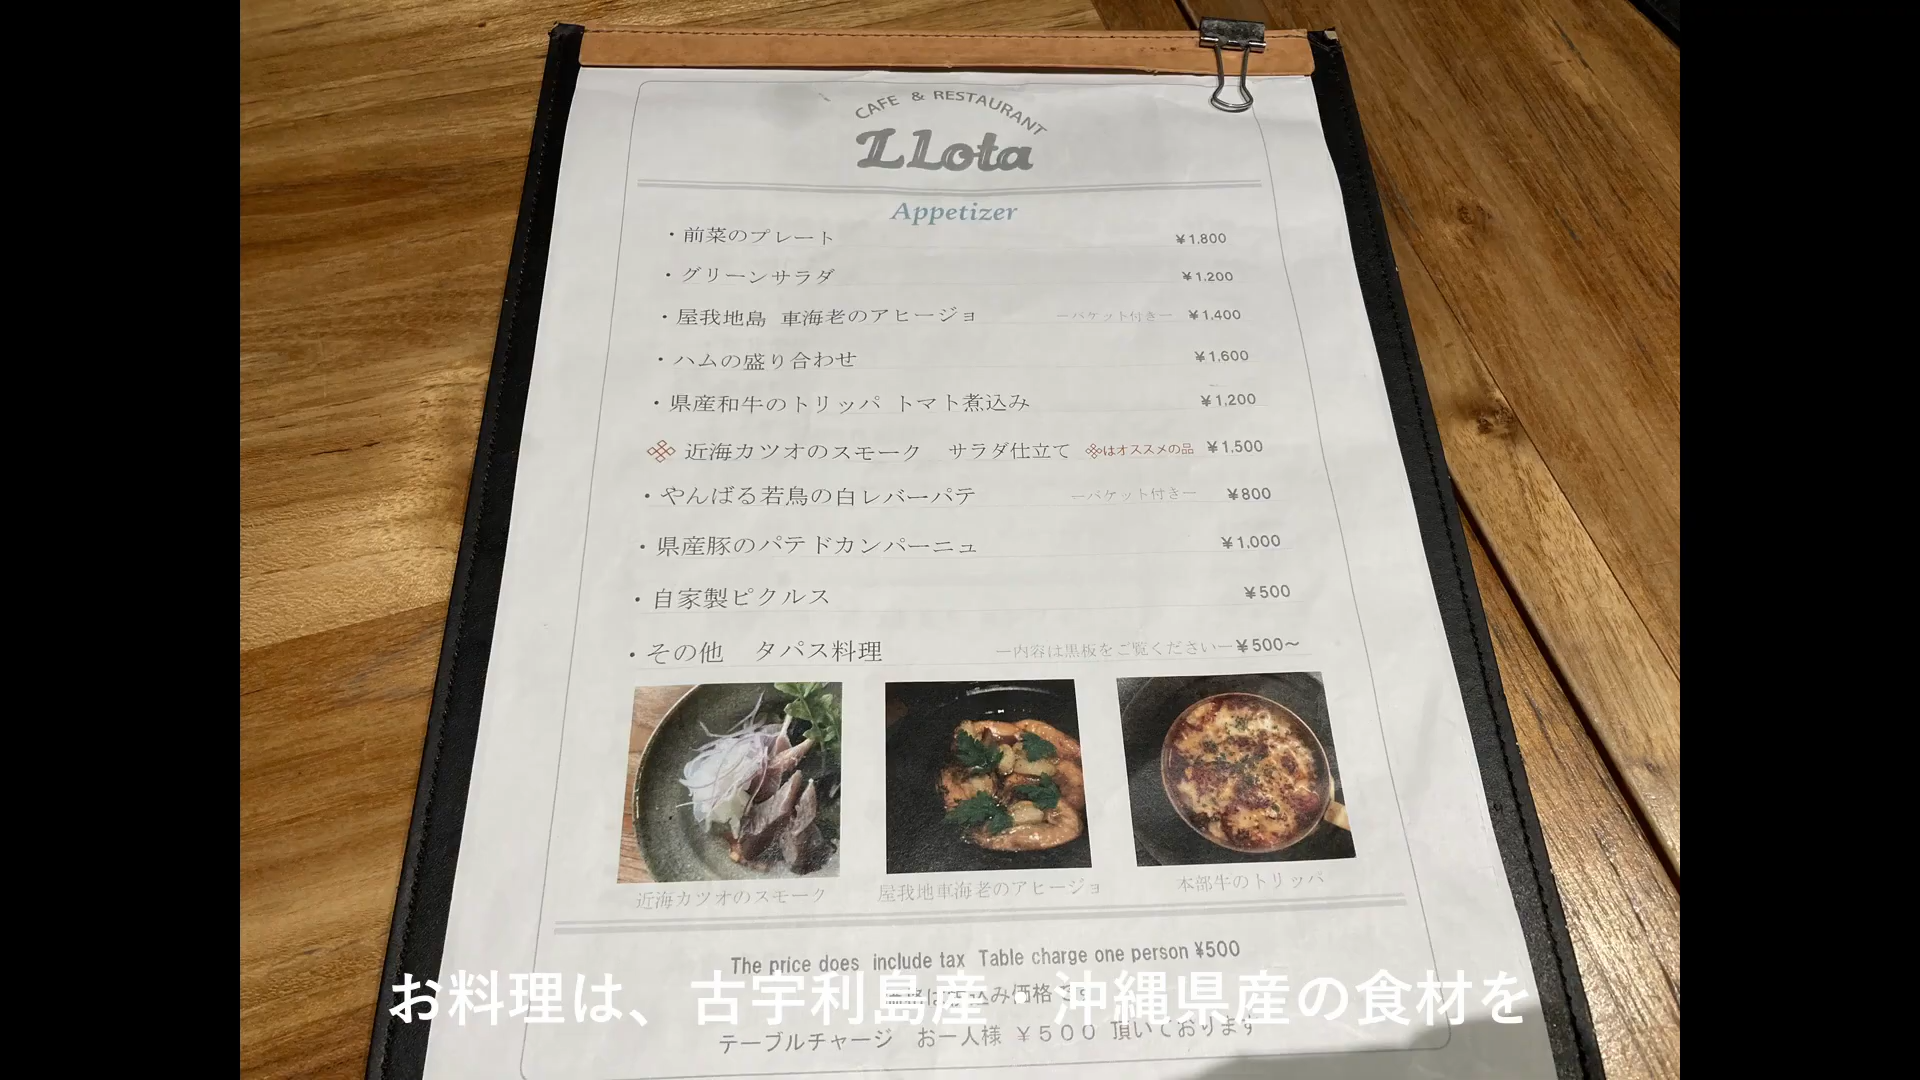 CAFE & RESTAURANT
LLota
Appetizer
・前菜のプレート ¥1,800
・グリーンサラダ ¥1,200
・屋我地島 車海老のアヒージョ ーバケット付きー ¥1,400
・ハムの盛り合わせ ¥1,600
・県産和牛のトリッパ トマト煮込み ¥1,200
近海カツオのスモーク サラダ仕立て はオススメの品 ¥1,500
・やんばる若鳥の白レバーパテ ーバケット付きー ¥800
・県産豚のパテドカンパーニュ ¥1,000
・自家製ピクルス ¥500
・その他 タパス料理 ー内容は黒板をご覧くださいー ¥500～
近海カツオのスモーク 屋我地車海老のアヒージョ 本部牛のトリッパ
The price does include tax Table charge one person ¥500
込み価格です
お料理は、古宇利島産・沖縄県産の食材を
テーブルチャージ お一人様 ¥500 頂いております